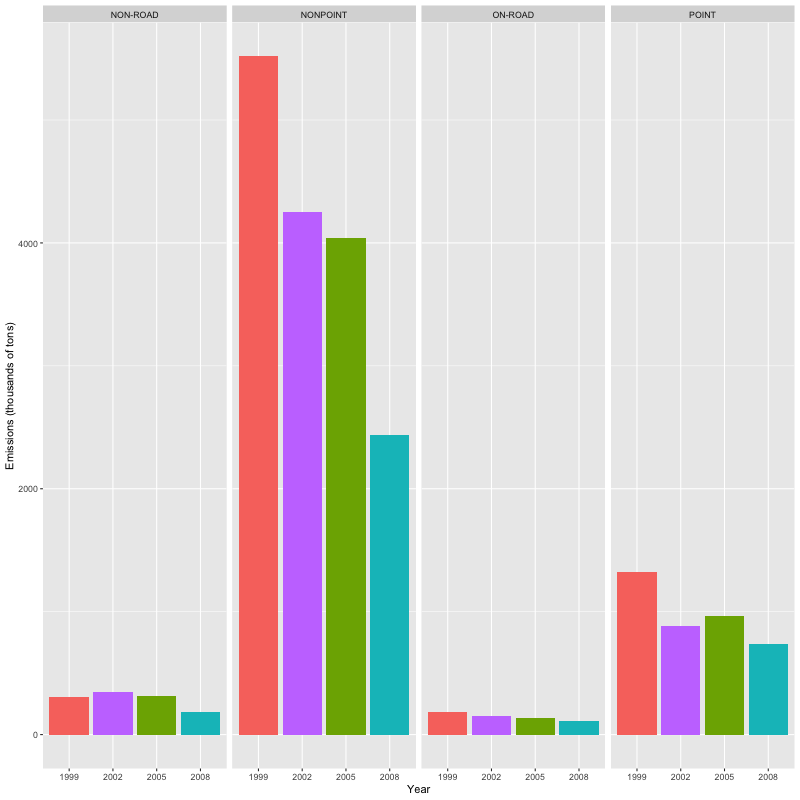 NON-ROAD NONPOINT ON-ROAD POINT
Emissions (thousands of tons)
4000
2000
0
1999 2002 2005 2008 1999 2002 2005 2008 1999 2002 2005 2008 1999 2002 2005 2008
Year